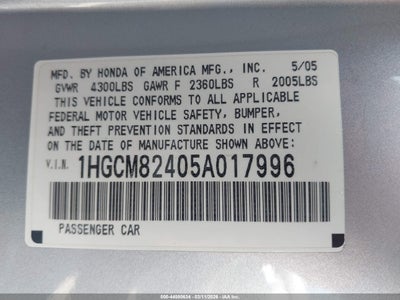 MFD. BY HONDA OF AMERICA MFG., INC. 5/05
GVWR 4300LBS GAWR F 2360LBS R 2005LBS
THIS VEHICLE CONFORMS TO ALL APPLICABLE
FEDERAL MOTOR VEHICLE SAFETY, BUMPER,
AND THEFT PREVENTION STANDARDS IN EFFECT
ON THE DATE OF MANUFACTURE SHOWN ABOVE:
V.I.N. 1HGCM82405A017996
PASSENGER CAR